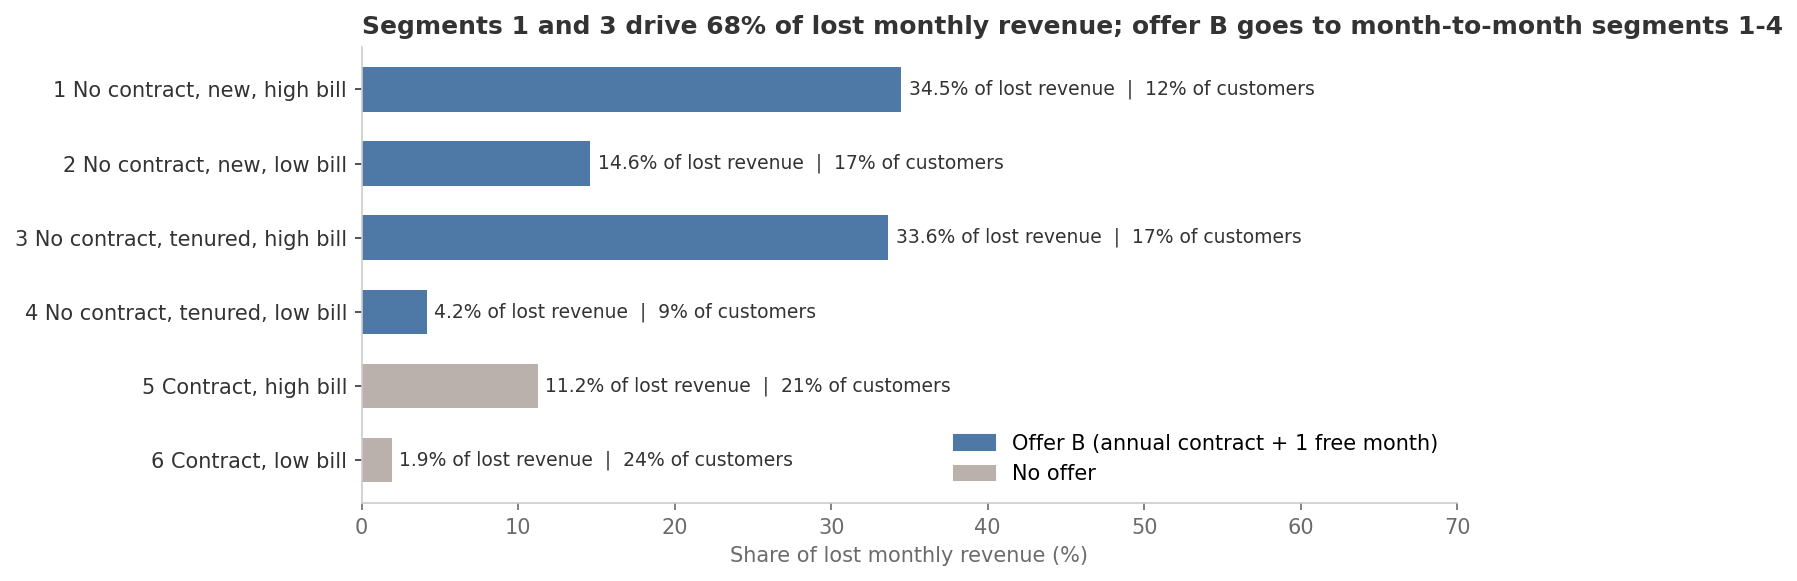 Segments 1 and 3 drive 68% of lost monthly revenue; offer B goes to month-to-month segments 1-4
1 No contract, new, high bill
34.5% of lost revenue | 12% of customers
2 No contract, new, low bill
14.6% of lost revenue | 17% of customers
3 No contract, tenured, high bill
33.6% of lost revenue | 17% of customers
4 No contract, tenured, low bill
4.2% of lost revenue | 9% of customers
5 Contract, high bill
11.2% of lost revenue | 21% of customers
6 Contract, low bill
1.9% of lost revenue | 24% of customers
Offer B (annual contract + 1 free month)
No offer
0 10 20 30 40 50 60 70
Share of lost monthly revenue (%)